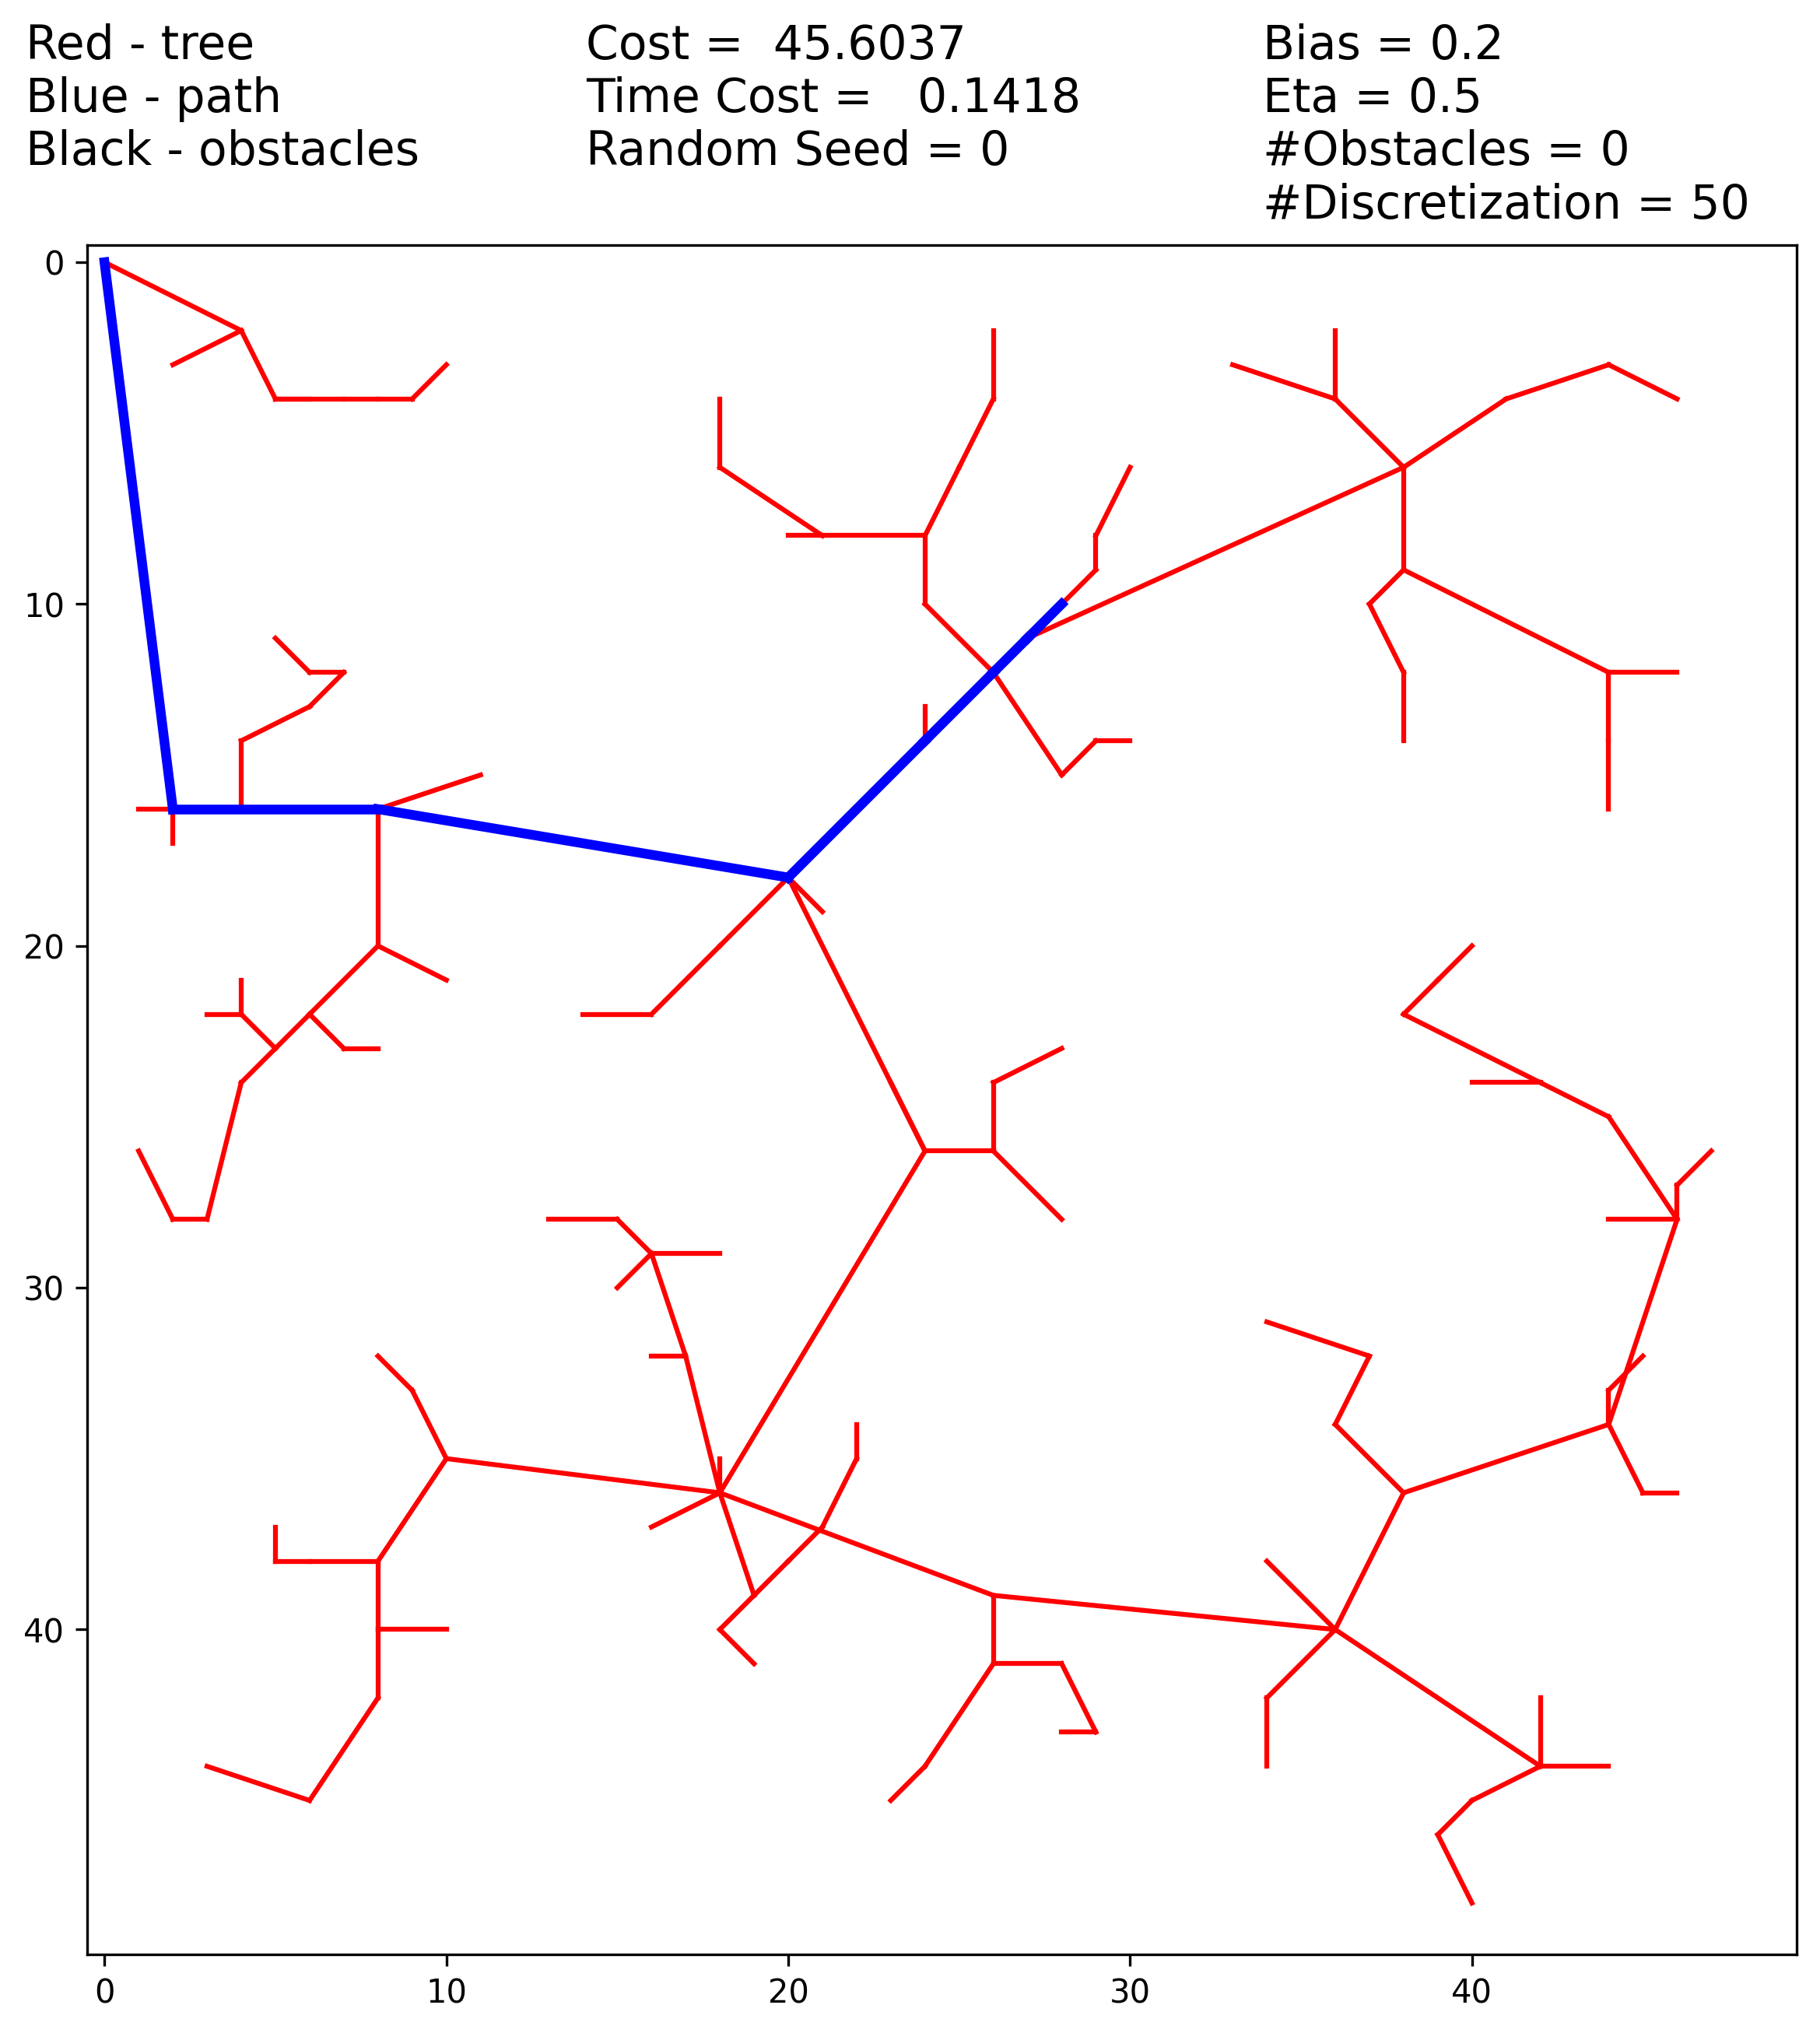 Red - tree
Blue - path
Black - obstacles
Cost =  45.6037
Time Cost =   0.1418
Random Seed = 0
Bias = 0.2
Eta = 0.5
#Obstacles = 0
#Discretization = 50
0
10
20
30
40
0
10
20
30
40